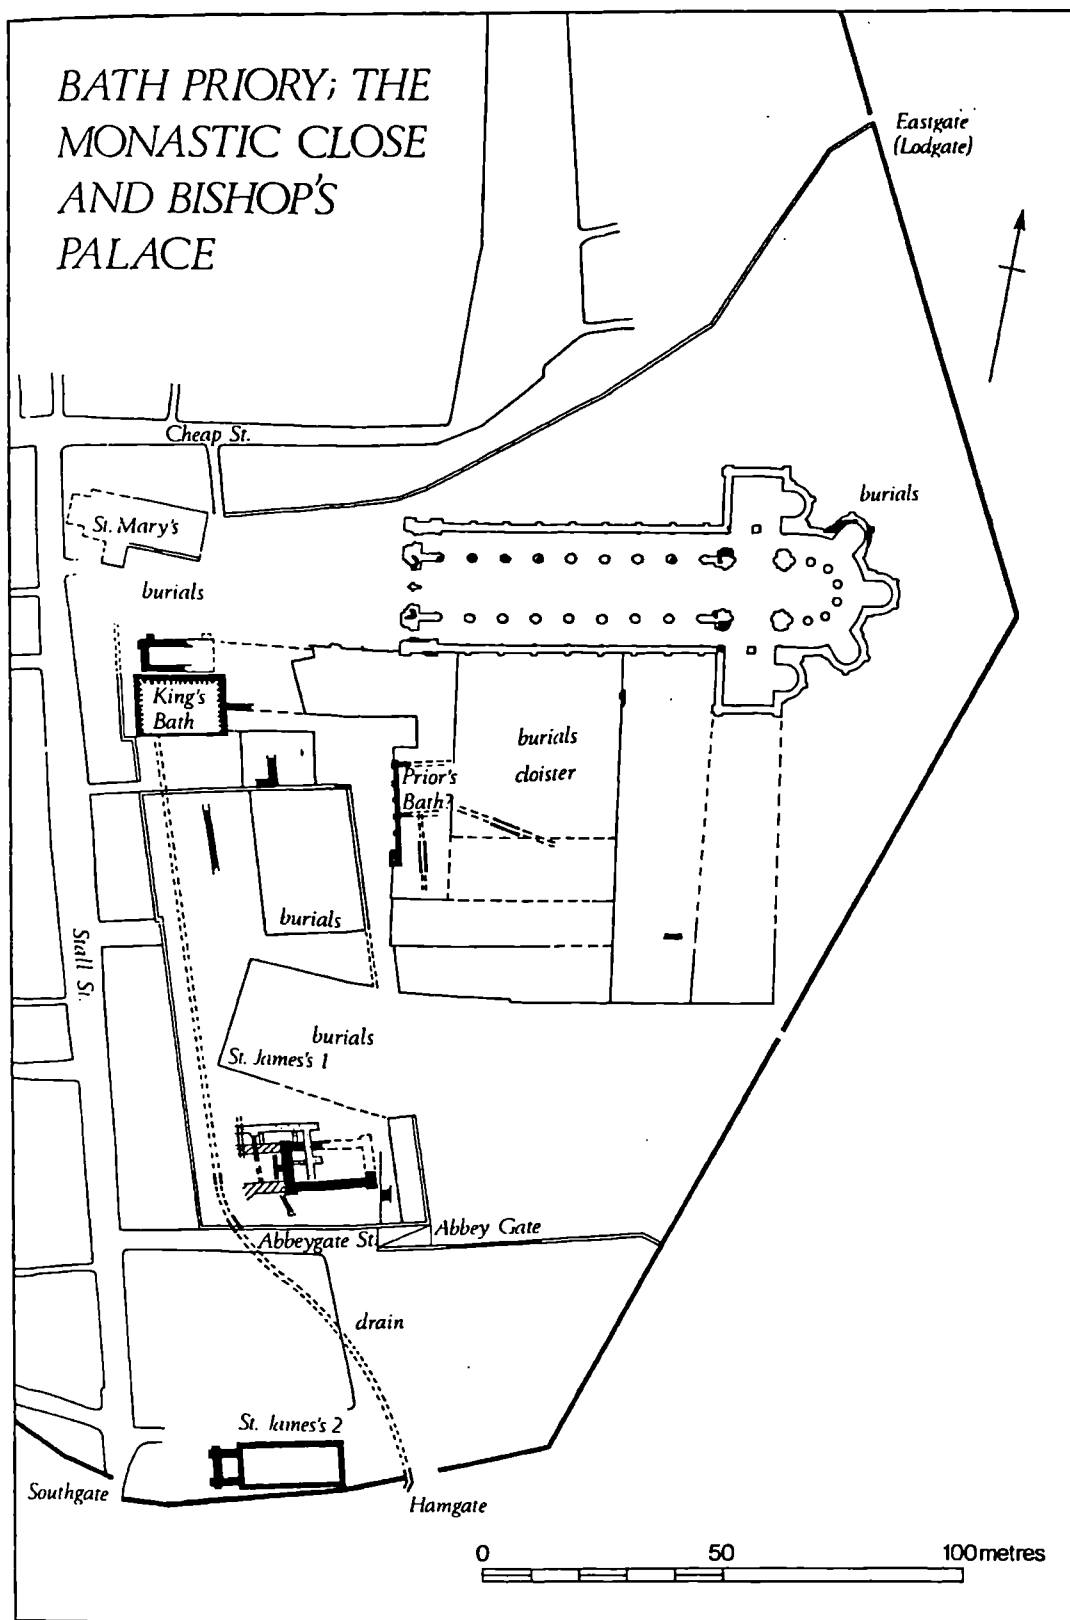 BATH PRIORY; THE
MONASTIC CLOSE
AND BISHOP'S
PALACE
Eastgate
(Lodgate)
Cheap St.
St. Mary's
burials
burials
King's
Bath
burials
cloister
Prior's
Bath?
burials
Stall St.
burials
St. James's 1
Abbeygate St.
Abbey Gate
drain
St. James's 2
Southgate
Hamgate
0 50 100 metres